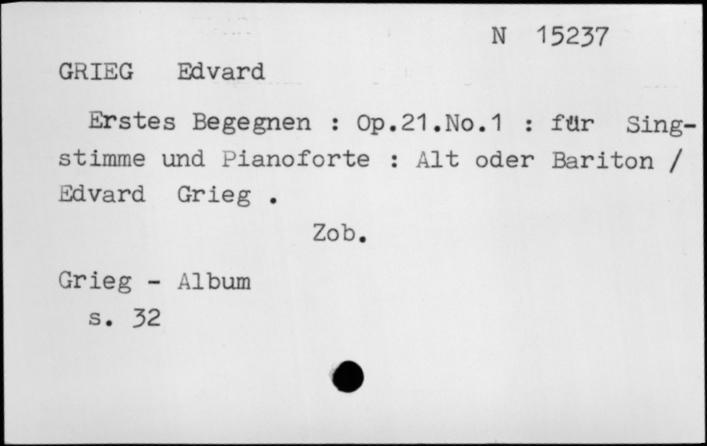 N 15237
GRIEG Edvard
Erstes Begegnen : Op.21.No.1 : für Sing-
stimme und Pianoforte : Alt oder Bariton /
Edvard Grieg .
Zob.
Grieg - Album
s. 32